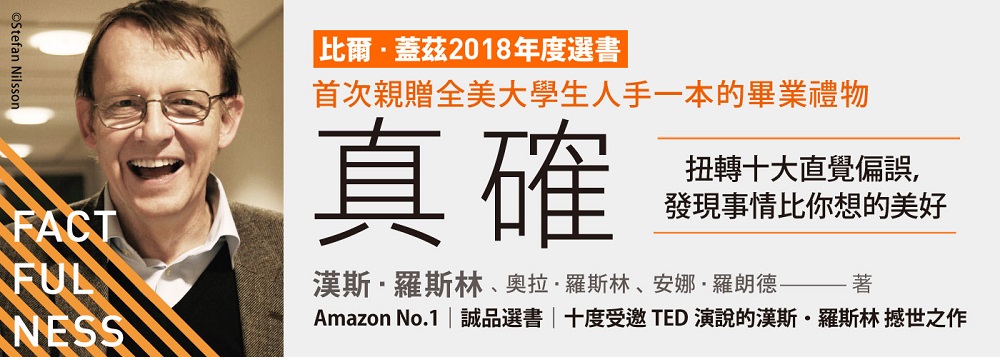 ©Stefan Nilsson
FACT
FUL
NESS
比爾·蓋茲2018年度選書
首次親贈全美大學生人手一本的畢業禮物
真確
扭轉十大直覺偏誤,
發現事情比你想的美好
漢斯·羅斯林、奧拉·羅斯林、安娜·羅朗德———著
Amazon No.1｜誠品選書｜十度受邀 TED 演說的漢斯·羅斯林 撼世之作